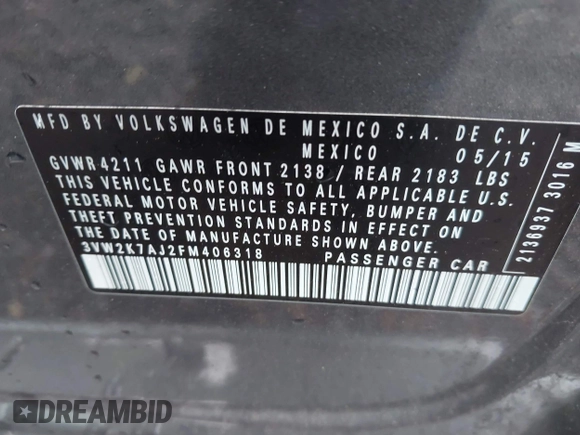 MFD BY VOLKSWAGEN DE MEXICO S.A. DE C.V.
MEXICO 05/15
GVWR 4211 GAWR FRONT 2138 / REAR 2183 LBS
THIS VEHICLE CONFORMS TO ALL APPLICABLE U.S.
FEDERAL MOTOR VEHICLE SAFETY, BUMPER AND
THEFT PREVENTION STANDARDS IN EFFECT ON
THE DATE OF MANUFACTURE SHOWN ABOVE.
3VW2K7AJ2FM406318 PASSENGER CAR
2136937 3016 M
DREAMBID